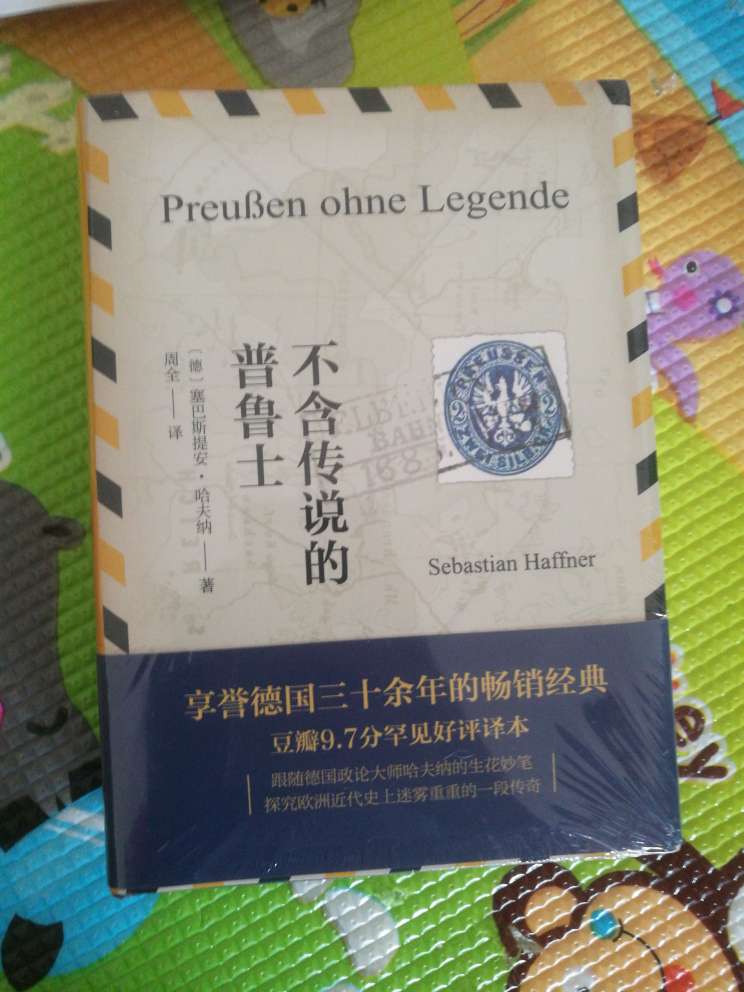 Preußen ohne Legende
不含传说的
普鲁士
〔德〕塞巴斯提安·哈夫纳——著
周全——译
PREUSSEN
Sebastian Haffner
享誉德国三十余年的畅销经典
豆瓣9.7分罕见好评译本
跟随德国政论大师哈夫纳的生花妙笔
探究欧洲近代史上迷雾重重的一段传奇